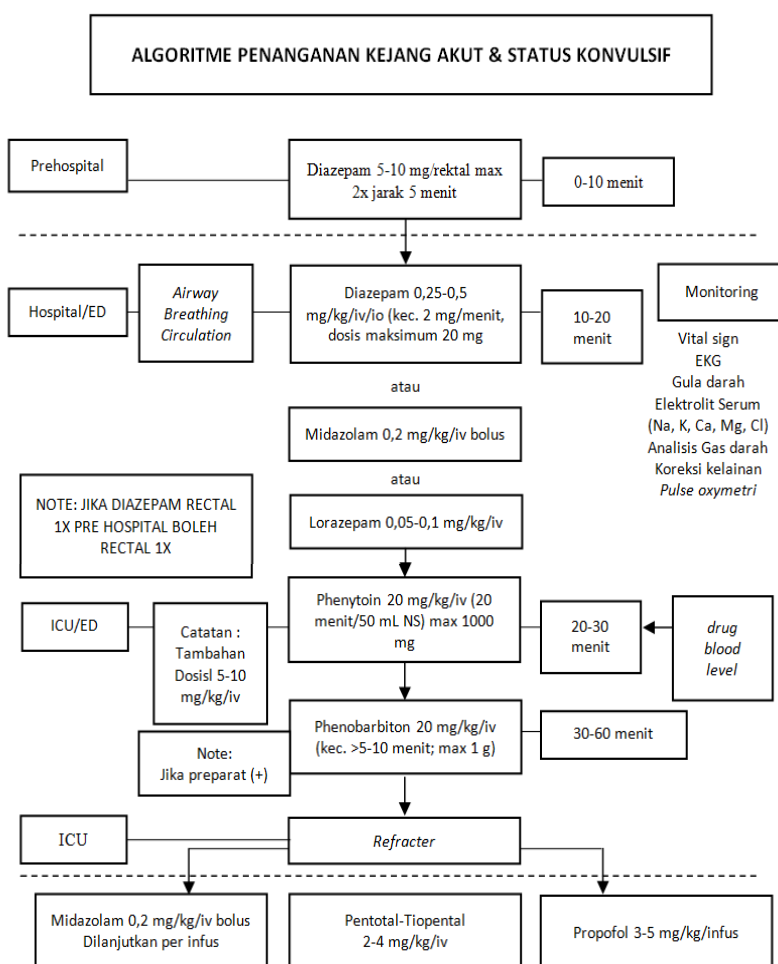 ALGORITME PENANGANAN KEJANG AKUT & STATUS KONVULSIF
Prehospital
Diazepam 5-10 mg/rektal max
2x jarak 5 menit
0-10 menit
Hospital/ED
Airway
Breathing
Circulation
Diazepam 0,25-0,5
mg/kg/iv/io (kec. 2 mg/menit,
dosis maksimum 20 mg
10-20
menit
Monitoring
Vital sign
EKG
Gula darah
Elektrolit Serum
(Na, K, Ca, Mg, Cl)
Analisis Gas darah
Koreksi kelainan
Pulse oxymetri
atau
Midazolam 0,2 mg/kg/iv bolus
atau
NOTE: JIKA DIAZEPAM RECTAL
1X PRE HOSPITAL BOLEH
RECTAL 1X
Lorazepam 0,05-0,1 mg/kg/iv
ICU/ED
Catatan :
Tambahan
Dosisl 5-10
mg/kg/iv
Phenytoin 20 mg/kg/iv (20
menit/50 mL NS) max 1000
mg
20-30
menit
drug
blood
level
Phenobarbiton 20 mg/kg/iv
(kec. >5-10 menit; max 1 g)
30-60 menit
Note:
Jika preparat (+)
ICU
Refracter
Midazolam 0,2 mg/kg/iv bolus
Dilanjutkan per infus
Pentotal-Tiopental
2-4 mg/kg/iv
Propofol 3-5 mg/kg/infus